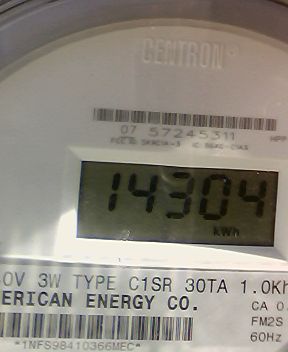 CENTRON®
07 57245311
14304
kWh
0V 3W TYPE C1SR 30TA 1.0Kh
ERICAN ENERGY CO.
CA 0.
FM2S
60Hz
*1NFS98410366MEC*